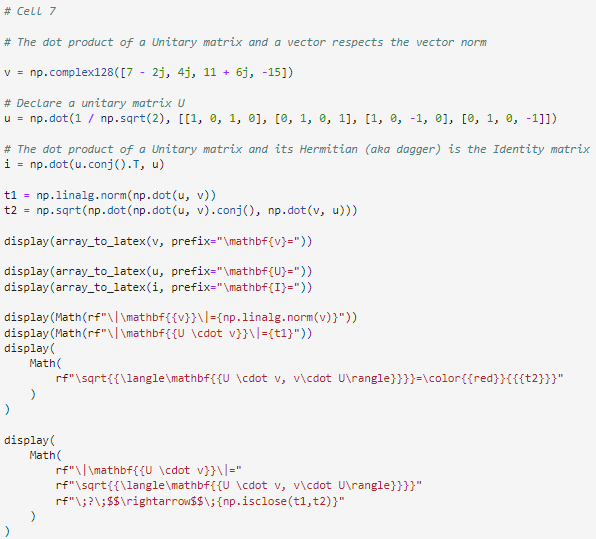 # Cell 7
# The dot product of a Unitary matrix and a vector respects the vector norm
v = np.complex128([7 - 2j, 4j, 11 + 6j, -15])
# Declare a unitary matrix U
u = np.dot(1 / np.sqrt(2), [[1, 0, 1, 0], [0, 1, 0, 1], [1, 0, -1, 0], [0, 1, 0, -1]])
# The dot product of a Unitary matrix and its Hermitian (aka dagger) is the Identity matrix
i = np.dot(u.conj().T, u)
t1 = np.linalg.norm(np.dot(u, v))
t2 = np.sqrt(np.dot(np.dot(u, v).conj(), np.dot(v, u)))
display(array_to_latex(v, prefix="\mathbf{v}="))
display(array_to_latex(u, prefix="\mathbf{U}="))
display(array_to_latex(i, prefix="\mathbf{I}="))
display(Math(rf"\|\mathbf{{v}}\|={np.linalg.norm(v)}"))
display(Math(rf"\|\mathbf{{U \cdot v}}\|={t1}"))
display(
    Math(
        rf"\sqrt{{\langle\mathbf{{U \cdot v, v\cdot U\rangle}}}}=\color{{red}}{{{t2}}}"
    )
)
display(
    Math(
        rf"\|\mathbf{{U \cdot v}}\|="
        rf"\sqrt{{\langle\mathbf{{U \cdot v, v\cdot U\rangle}}}}"
        rf"\;?\;$$\rightarrow$$\;{np.isclose(t1,t2)}"
    )
)